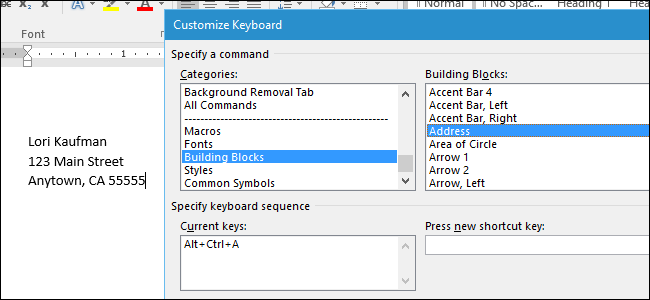 Normal
No Spac...
Heading 1
Font
1
Customize Keyboard
Specify a command
Categories:
Background Removal Tab
All Commands
Macros
Fonts
Building Blocks
Styles
Common Symbols
Building Blocks:
Accent Bar 4
Accent Bar, Left
Accent Bar, Right
Address
Area of Circle
Arrow 1
Arrow 2
Arrow, Left
Lori Kaufman
123 Main Street
Anytown, CA 55555
Specify keyboard sequence
Current keys:
Alt+Ctrl+A
Press new shortcut key: